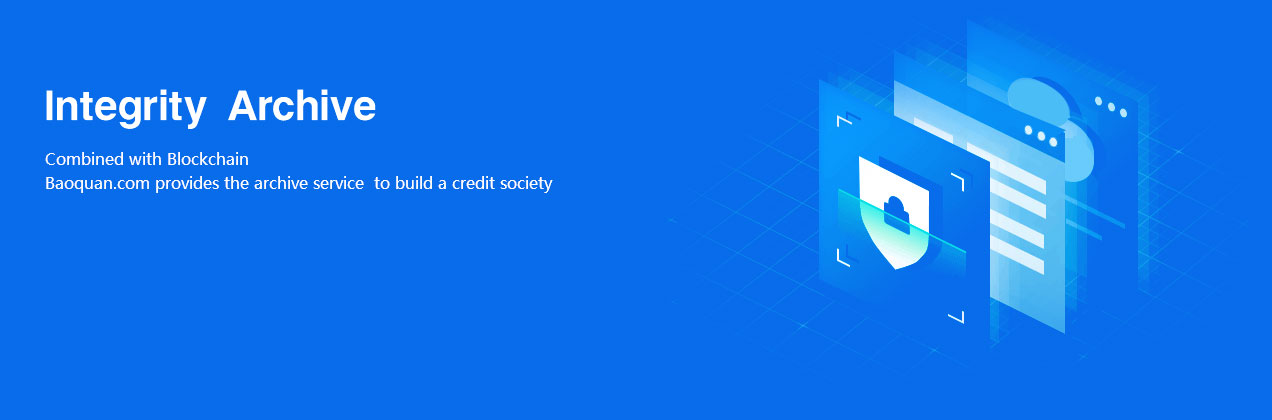 Integrity Archive
Combined with Blockchain
Baoquan.com provides the archive service to build a credit society